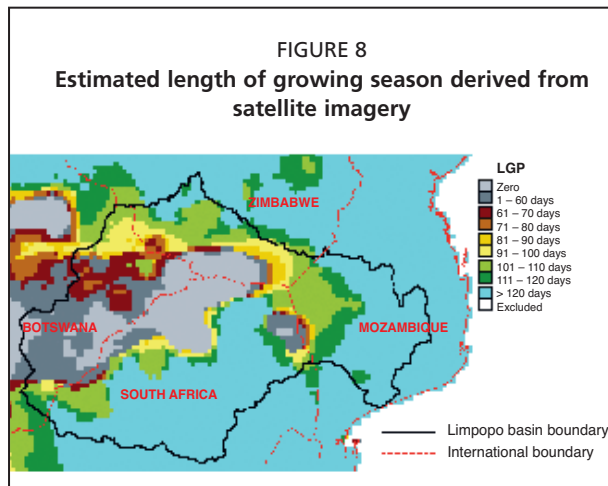 FIGURE 8
Estimated length of growing season derived from
satellite imagery
LGP
Zero
1 – 60 days
61 – 70 days
71 – 80 days
81 – 90 days
91 – 100 days
101 – 110 days
111 – 120 days
> 120 days
Excluded
ZIMBABWE
BOTSWANA
MOZAMBIQUE
SOUTH AFRICA
Limpopo basin boundary
International boundary